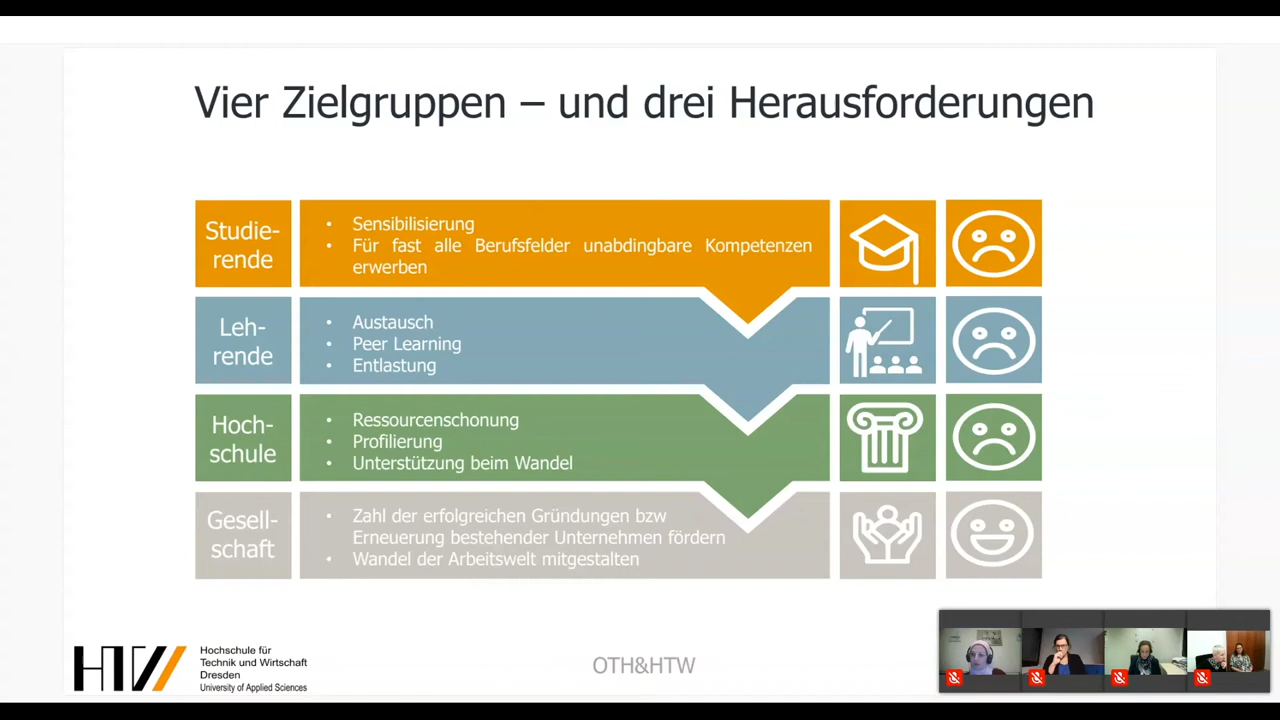 Vier Zielgruppen – und drei Herausforderungen
Studie-
rende
• Sensibilisierung
• Für fast alle Berufsfelder unabdingbare Kompetenzen
erwerben
Leh-
rende
• Austausch
• Peer Learning
• Entlastung
Hoch-
schule
• Ressourcenschonung
• Profilierung
• Unterstützung beim Wandel
Gesell-
schaft
• Zahl der erfolgreichen Gründungen bzw
Erneuerung bestehender Unternehmen fördern
• Wandel der Arbeitswelt mitgestalten
HTW
Hochschule für
Technik und Wirtschaft
Dresden
University of Applied Sciences
OTH&HTW